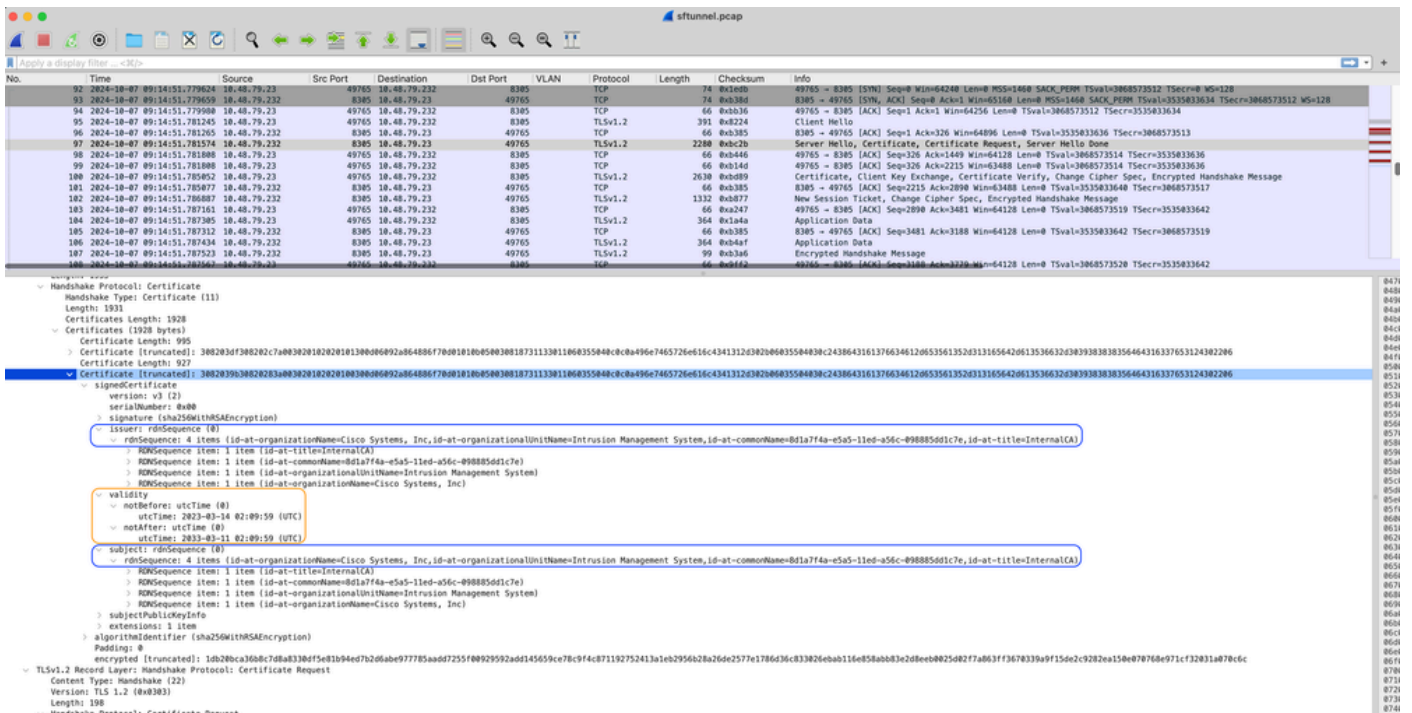 sftunnel.pcap
Apply a display filter ... <⌘/>
No. Time Source Src Port Destination Dst Port VLAN Protocol Length Checksum Info
92 2024-10-07 09:14:51.779624 10.48.79.23 49765 10.48.79.232 8305 TCP 74 0x1edb 49765 → 8305 [SYN] Seq=0 Win=64240 Len=0 MSS=1460 SACK_PERM TSval=3068573512 TSecr=0 WS=128
93 2024-10-07 09:14:51.779659 10.48.79.232 8305 10.48.79.23 49765 TCP 74 0xb38d 8305 → 49765 [SYN, ACK] Seq=0 Ack=1 Win=65160 Len=0 MSS=1460 SACK_PERM TSval=3535033634 TSecr=3068573512 WS=128
94 2024-10-07 09:14:51.779980 10.48.79.23 49765 10.48.79.232 8305 TCP 66 0xbb36 49765 → 8305 [ACK] Seq=1 Ack=1 Win=64256 Len=0 TSval=3068573512 TSecr=3535033634
95 2024-10-07 09:14:51.781245 10.48.79.23 49765 10.48.79.232 8305 TLSv1.2 391 0x8224 Client Hello
96 2024-10-07 09:14:51.781265 10.48.79.232 8305 10.48.79.23 49765 TCP 66 0xb385 8305 → 49765 [ACK] Seq=1 Ack=326 Win=64896 Len=0 TSval=3535033636 TSecr=3068573513
97 2024-10-07 09:14:51.781574 10.48.79.232 8305 10.48.79.23 49765 TLSv1.2 2280 0xbc2b Server Hello, Certificate, Certificate Request, Server Hello Done
98 2024-10-07 09:14:51.781808 10.48.79.23 49765 10.48.79.232 8305 TCP 66 0xb446 49765 → 8305 [ACK] Seq=326 Ack=1449 Win=64128 Len=0 TSval=3068573514 TSecr=3535033636
99 2024-10-07 09:14:51.781808 10.48.79.23 49765 10.48.79.232 8305 TCP 66 0xb14d 49765 → 8305 [ACK] Seq=326 Ack=2215 Win=63488 Len=0 TSval=3068573514 TSecr=3535033636
100 2024-10-07 09:14:51.785052 10.48.79.23 49765 10.48.79.232 8305 TLSv1.2 2630 0xbd89 Certificate, Client Key Exchange, Certificate Verify, Change Cipher Spec, Encrypted Handshake Message
101 2024-10-07 09:14:51.785077 10.48.79.232 8305 10.48.79.23 49765 TCP 66 0xb385 8305 → 49765 [ACK] Seq=2215 Ack=2890 Win=63488 Len=0 TSval=3535033640 TSecr=3068573517
102 2024-10-07 09:14:51.786887 10.48.79.232 8305 10.48.79.23 49765 TLSv1.2 1332 0xb877 New Session Ticket, Change Cipher Spec, Encrypted Handshake Message
103 2024-10-07 09:14:51.787161 10.48.79.23 49765 10.48.79.232 8305 TCP 66 0xa247 49765 → 8305 [ACK] Seq=2890 Ack=3481 Win=64128 Len=0 TSval=3068573519 TSecr=3535033642
104 2024-10-07 09:14:51.787305 10.48.79.23 49765 10.48.79.232 8305 TLSv1.2 364 0x1a4a Application Data
105 2024-10-07 09:14:51.787312 10.48.79.232 8305 10.48.79.23 49765 TCP 66 0xb385 8305 → 49765 [ACK] Seq=3481 Ack=3188 Win=64128 Len=0 TSval=3535033642 TSecr=3068573519
106 2024-10-07 09:14:51.787434 10.48.79.232 8305 10.48.79.23 49765 TLSv1.2 364 0xb4af Application Data
107 2024-10-07 09:14:51.787523 10.48.79.232 8305 10.48.79.23 49765 TLSv1.2 99 0xb3a6 Encrypted Handshake Message
108 2024-10-07 09:14:51.787567 10.48.79.23 49765 10.48.79.232 8305 TCP 66 0x9ff2 49765 → 8305 [ACK] Seq=3188 Ack=3779 Win=64128 Len=0 TSval=3068573520 TSecr=3535033642
Handshake Protocol: Certificate
Handshake Type: Certificate (11)
Length: 1931
Certificates Length: 1928
Certificates (1928 bytes)
Certificate Length: 995
Certificate [truncated]:
Certificate Length: 927
Certificate [truncated]:
signedCertificate
version: v3 (2)
serialNumber: 0x00
signature (sha256WithRSAEncryption)
issuer: rdnSequence (0)
rdnSequence: 4 items (id-at-organizationName=Cisco Systems, Inc,id-at-organizationalUnitName=Intrusion Management System,id-at-commonName=8d1a7f4a-e5a5-11ed-a56c-098885dd1c7e,id-at-title=InternalCA)
RDNSequence item: 1 item (id-at-title=InternalCA)
RDNSequence item: 1 item (id-at-commonName=8d1a7f4a-e5a5-11ed-a56c-098885dd1c7e)
RDNSequence item: 1 item (id-at-organizationalUnitName=Intrusion Management System)
RDNSequence item: 1 item (id-at-organizationName=Cisco Systems, Inc)
validity
notBefore: utcTime (0)
utcTime: 2023-03-14 02:09:59 (UTC)
notAfter: utcTime (0)
utcTime: 2033-03-11 02:09:59 (UTC)
subject: rdnSequence (0)
rdnSequence: 4 items (id-at-organizationName=Cisco Systems, Inc,id-at-organizationalUnitName=Intrusion Management System,id-at-commonName=8d1a7f4a-e5a5-11ed-a56c-098885dd1c7e,id-at-title=InternalCA)
RDNSequence item: 1 item (id-at-title=InternalCA)
RDNSequence item: 1 item (id-at-commonName=8d1a7f4a-e5a5-11ed-a56c-098885dd1c7e)
RDNSequence item: 1 item (id-at-organizationalUnitName=Intrusion Management System)
RDNSequence item: 1 item (id-at-organizationName=Cisco Systems, Inc)
subjectPublicKeyInfo
extensions: 1 item
algorithmIdentifier (sha256WithRSAEncryption)
Padding: 0
encrypted [truncated]:
TLSv1.2 Record Layer: Handshake Protocol: Certificate Request
Content Type: Handshake (22)
Version: TLS 1.2 (0x0303)
Length: 198